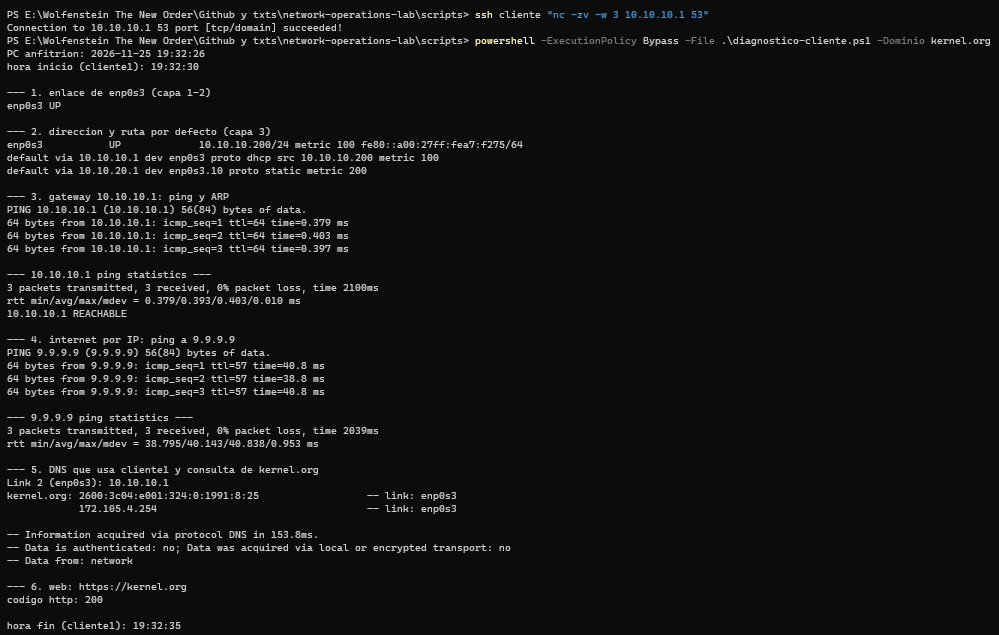 PS E:\Wolfenstein The New Order\Github y txts\network-operations-lab\scripts> ssh cliente "nc -zv -w 3 10.10.10.1 53"
Connection to 10.10.10.1 53 port [tcp/domain] succeeded!
PS E:\Wolfenstein The New Order\Github y txts\network-operations-lab\scripts> powershell -ExecutionPolicy Bypass -File .\diagnostico-cliente.ps1 -Dominio kernel.org
PC anfitrion: 2026-11-25 19:32:26
hora inicio (cliente1): 19:32:30

--- 1. enlace de enp0s3 (capa 1-2)
enp0s3 UP

--- 2. direccion y ruta por defecto (capa 3)
enp0s3           UP             10.10.10.200/24 metric 100 fe80::a00:27ff:fea7:f275/64
default via 10.10.10.1 dev enp0s3 proto dhcp src 10.10.10.200 metric 100
default via 10.10.20.1 dev enp0s3.10 proto static metric 200

--- 3. gateway 10.10.10.1: ping y ARP
PING 10.10.10.1 (10.10.10.1) 56(84) bytes of data.
64 bytes from 10.10.10.1: icmp_seq=1 ttl=64 time=0.379 ms
64 bytes from 10.10.10.1: icmp_seq=2 ttl=64 time=0.403 ms
64 bytes from 10.10.10.1: icmp_seq=3 ttl=64 time=0.397 ms

--- 10.10.10.1 ping statistics ---
3 packets transmitted, 3 received, 0% packet loss, time 2100ms
rtt min/avg/max/mdev = 0.379/0.393/0.403/0.010 ms
10.10.10.1 REACHABLE

--- 4. internet por IP: ping a 9.9.9.9
PING 9.9.9.9 (9.9.9.9) 56(84) bytes of data.
64 bytes from 9.9.9.9: icmp_seq=1 ttl=57 time=40.8 ms
64 bytes from 9.9.9.9: icmp_seq=2 ttl=57 time=38.8 ms
64 bytes from 9.9.9.9: icmp_seq=3 ttl=57 time=40.8 ms

--- 9.9.9.9 ping statistics ---
3 packets transmitted, 3 received, 0% packet loss, time 2039ms
rtt min/avg/max/mdev = 38.795/40.143/40.838/0.953 ms

--- 5. DNS que usa cliente1 y consulta de kernel.org
Link 2 (enp0s3): 10.10.10.1
kernel.org: 2600:3c04:e001:324:0:1991:8:25                  -- link: enp0s3
            172.105.4.254                                   -- link: enp0s3

-- Information acquired via protocol DNS in 153.8ms.
-- Data is authenticated: no; Data was acquired via local or encrypted transport: no
-- Data from: network

--- 6. web: https://kernel.org
codigo http: 200

hora fin (cliente1): 19:32:35